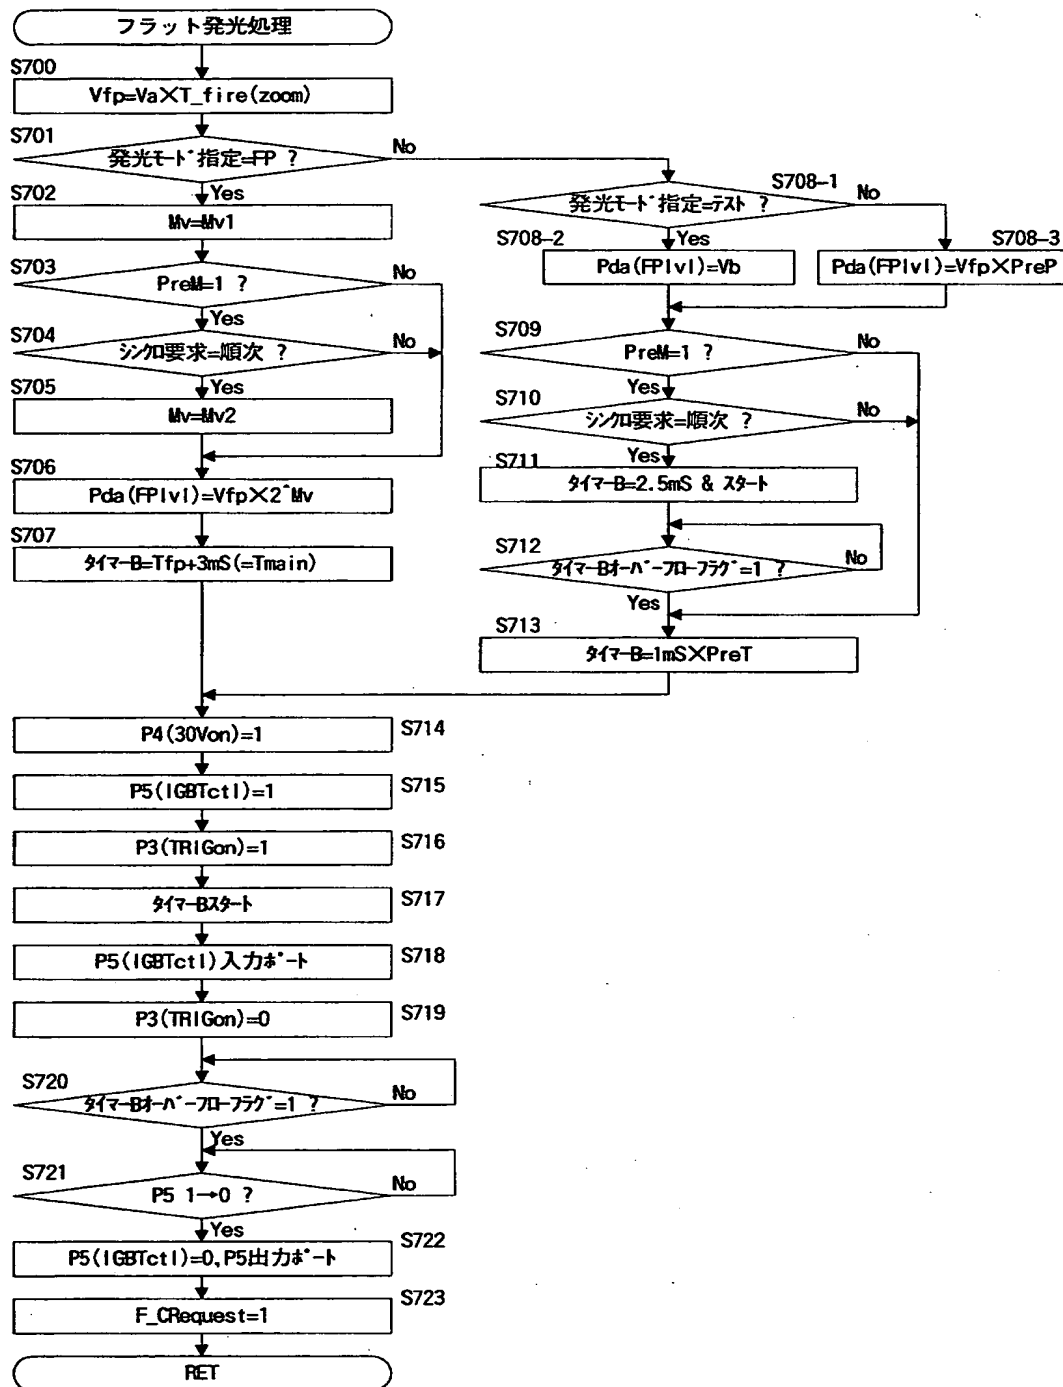 フラット発光処理
S700
Vfp=Va×T_fire(zoom)
S701
発光モード指定=FP ?
No
Yes
S702
Mv=Mv1
S703
PreM=1 ?
No
Yes
S704
シンクロ要求=順次 ?
No
Yes
S705
Mv=Mv2
S706
Pda(FPlvl)=Vfp×2^Mv
S707
タイマーB=Tfp+3mS(=Tmain)
S708-1
発光モード指定=テスト ?
No
Yes
S708-2
Pda(FPlvl)=Vb
S708-3
Pda(FPlvl)=Vfp×PreP
S709
PreM=1 ?
No
Yes
S710
シンクロ要求=順次 ?
No
Yes
S711
タイマーB=2.5mS & スタート
S712
タイマーBオーバーフローフラグ=1 ?
No
Yes
S713
タイマーB=1mS×PreT
P4(30Von)=1
S714
P5(IGBTctl)=1
S715
P3(TRIGon)=1
S716
タイマーBスタート
S717
P5(IGBTctl)入力ポート
S718
P3(TRIGon)=0
S719
S720
タイマーBオーバーフローフラグ=1 ?
No
Yes
S721
P5 1→0 ?
No
Yes
P5(IGBTctl)=0,P5出力ポート
S722
F_CRequest=1
S723
RET